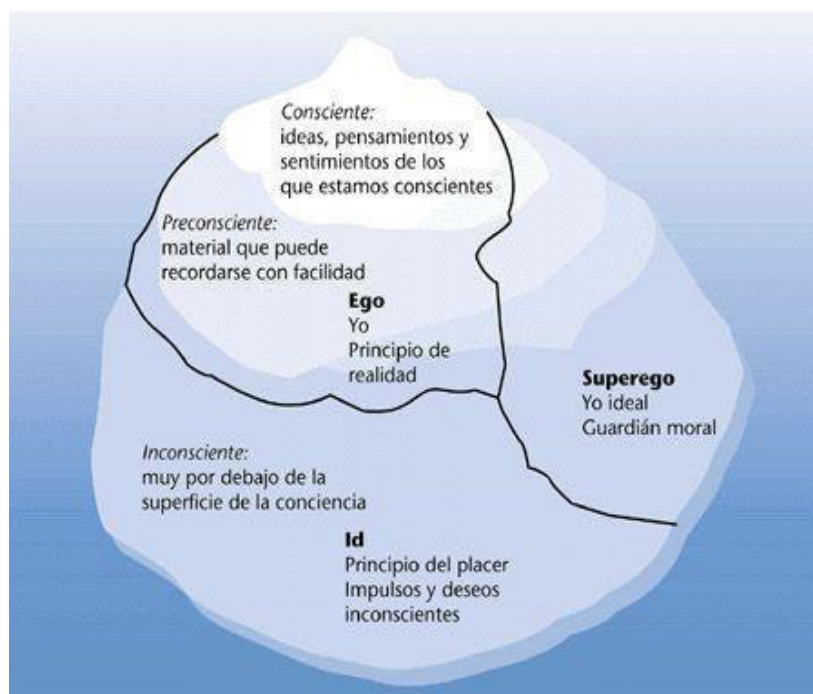 Consciente:
ideas, pensamientos y
sentimientos de los
que estamos conscientes
Preconsciente:
material que puede
recordarse con facilidad
Ego
Yo
Principio de
realidad
Superego
Yo ideal
Guardián moral
Inconsciente:
muy por debajo de la
superficie de la conciencia
Id
Principio del placer
Impulsos y deseos
inconscientes